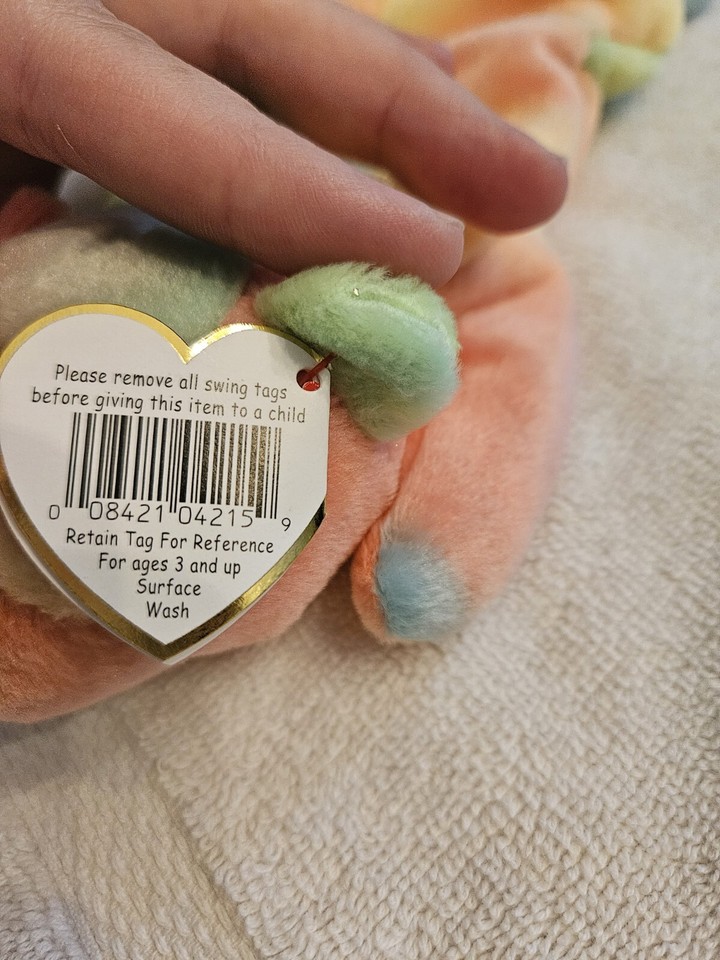 Please remove all swing tags
before giving this item to a child
0 08421 04215 9
Retain Tag For Reference
For ages 3 and up
Surface
Wash